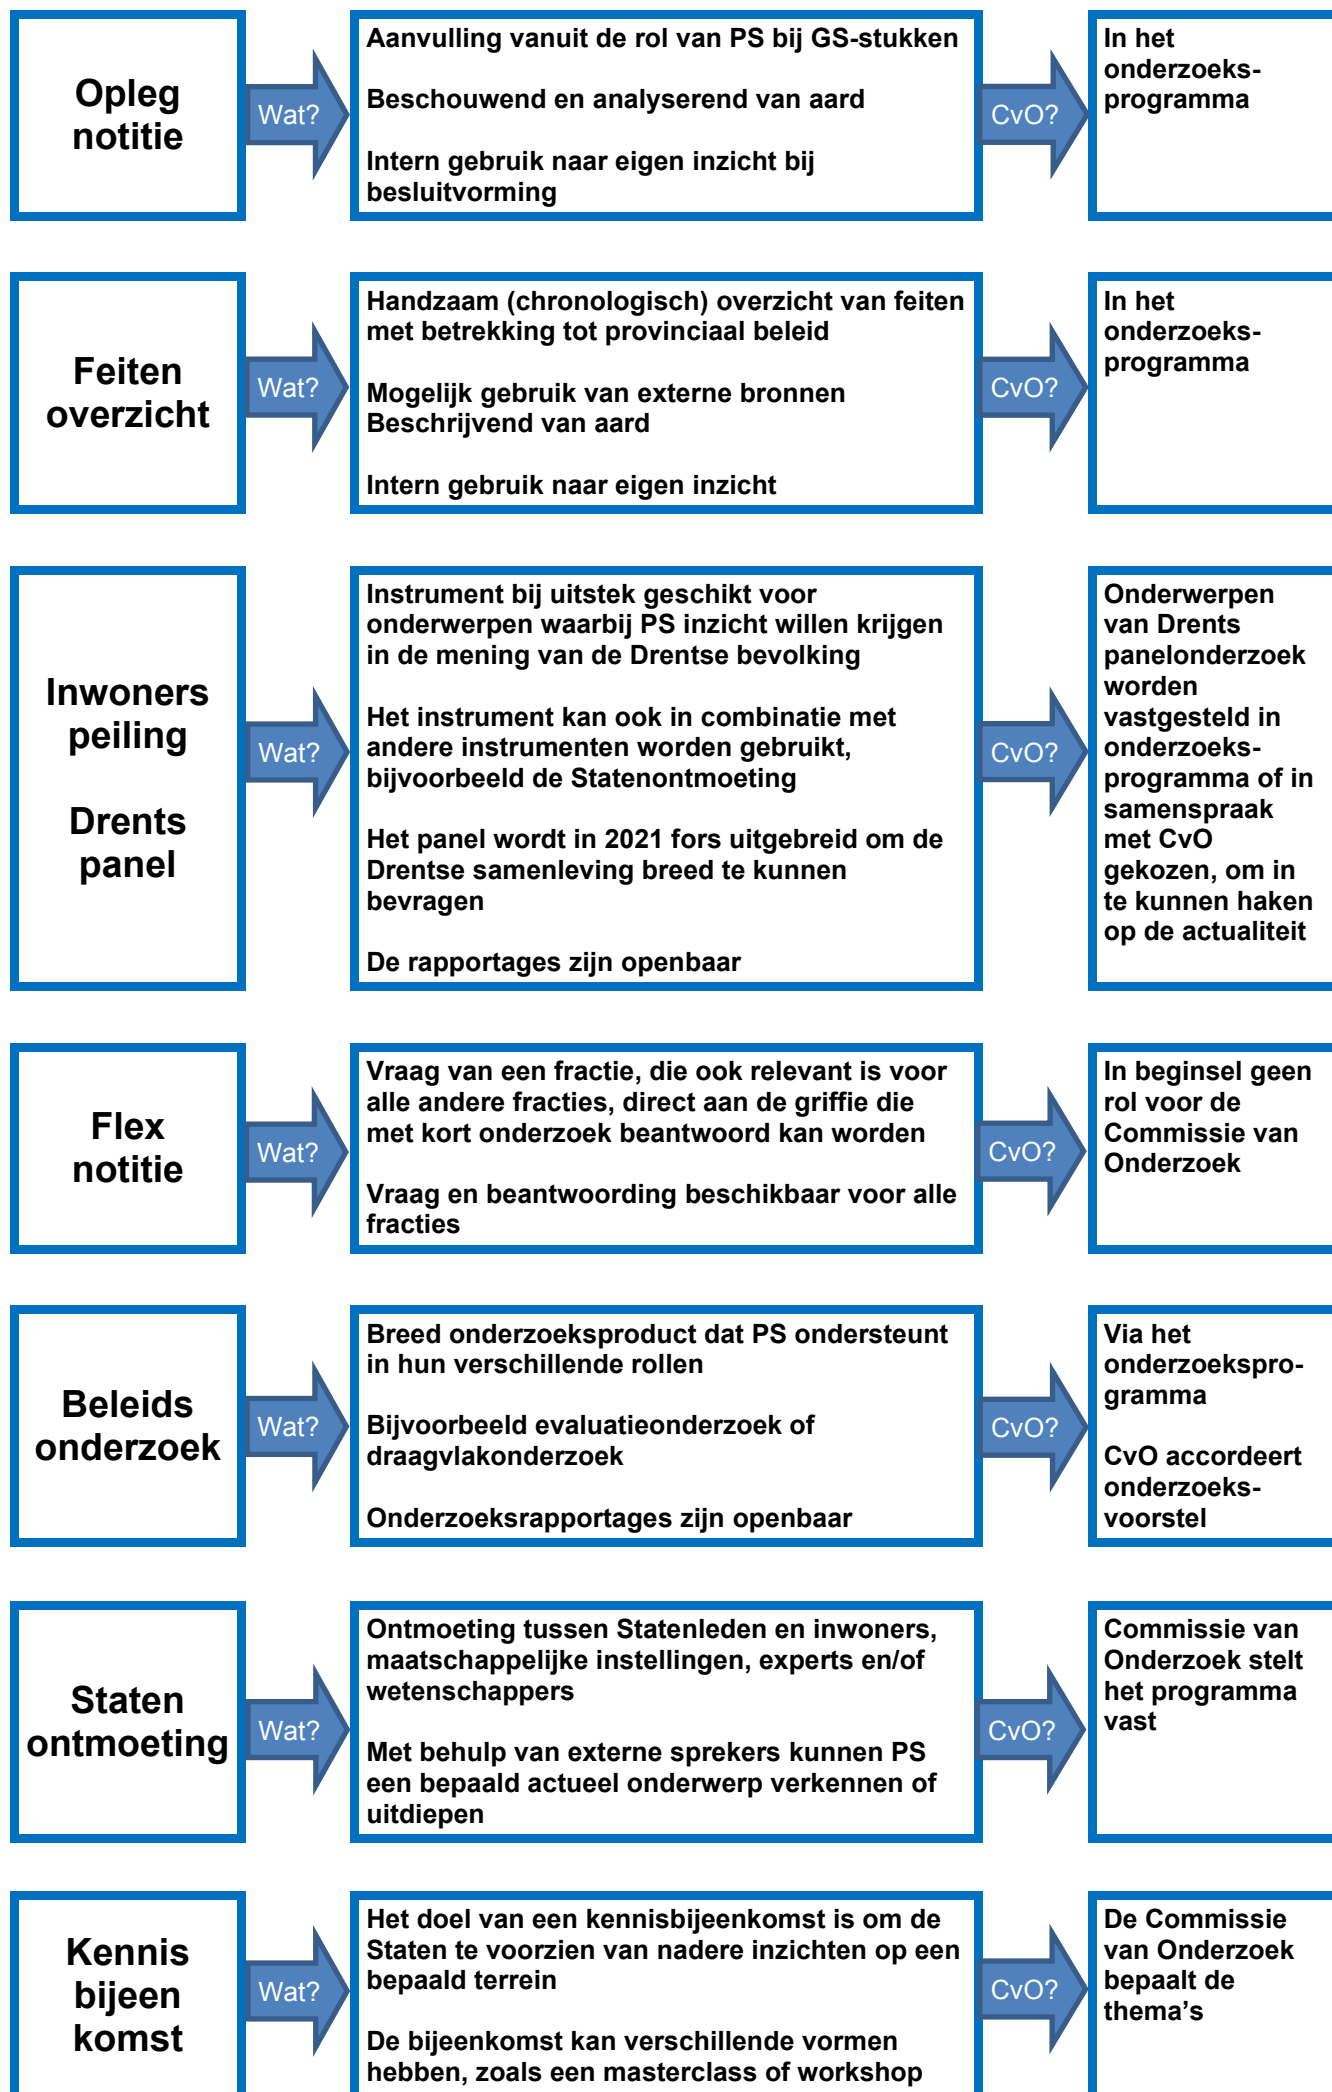 Opleg
notitie
Wat?
Aanvulling vanuit de rol van PS bij GS-stukken
Beschouwend en analyserend van aard
Intern gebruik naar eigen inzicht bij
besluitvorming
CvO?
In het
onderzoeks-
programma
Feiten
overzicht
Wat?
Handzaam (chronologisch) overzicht van feiten
met betrekking tot provinciaal beleid
Mogelijk gebruik van externe bronnen
Beschrijvend van aard
Intern gebruik naar eigen inzicht
CvO?
In het
onderzoeks-
programma
Inwoners
peiling
Drents
panel
Wat?
Instrument bij uitstek geschikt voor
onderwerpen waarbij PS inzicht willen krijgen
in de mening van de Drentse bevolking
Het instrument kan ook in combinatie met
andere instrumenten worden gebruikt,
bijvoorbeeld de Statenontmoeting
Het panel wordt in 2021 fors uitgebreid om de
Drentse samenleving breed te kunnen
bevragen
De rapportages zijn openbaar
CvO?
Onderwerpen
van Drents
panelonderzoek
worden
vastgesteld in
onderzoeks-
programma of in
samenspraak
met CvO
gekozen, om in
te kunnen haken
op de actualiteit
Flex
notitie
Wat?
Vraag van een fractie, die ook relevant is voor
alle andere fracties, direct aan de griffie die
met kort onderzoek beantwoord kan worden
Vraag en beantwoording beschikbaar voor alle
fracties
CvO?
In beginsel geen
rol voor de
Commissie van
Onderzoek
Beleids
onderzoek
Wat?
Breed onderzoeksproduct dat PS ondersteunt
in hun verschillende rollen
Bijvoorbeeld evaluatieonderzoek of
draagvlakonderzoek
Onderzoeksrapportages zijn openbaar
CvO?
Via het
onderzoekspro-
gramma
CvO accordeert
onderzoeks-
voorstel
Staten
ontmoeting
Wat?
Ontmoeting tussen Statenleden en inwoners,
maatschappelijke instellingen, experts en/of
wetenschappers
Met behulp van externe sprekers kunnen PS
een bepaald actueel onderwerp verkennen of
uitdiepen
CvO?
Commissie van
Onderzoek stelt
het programma
vast
Kennis
bijeen
komst
Wat?
Het doel van een kennisbijeenkomst is om de
Staten te voorzien van nadere inzichten op een
bepaald terrein
De bijeenkomst kan verschillende vormen
hebben, zoals een masterclass of workshop
CvO?
De Commissie
van Onderzoek
bepaalt de
thema's